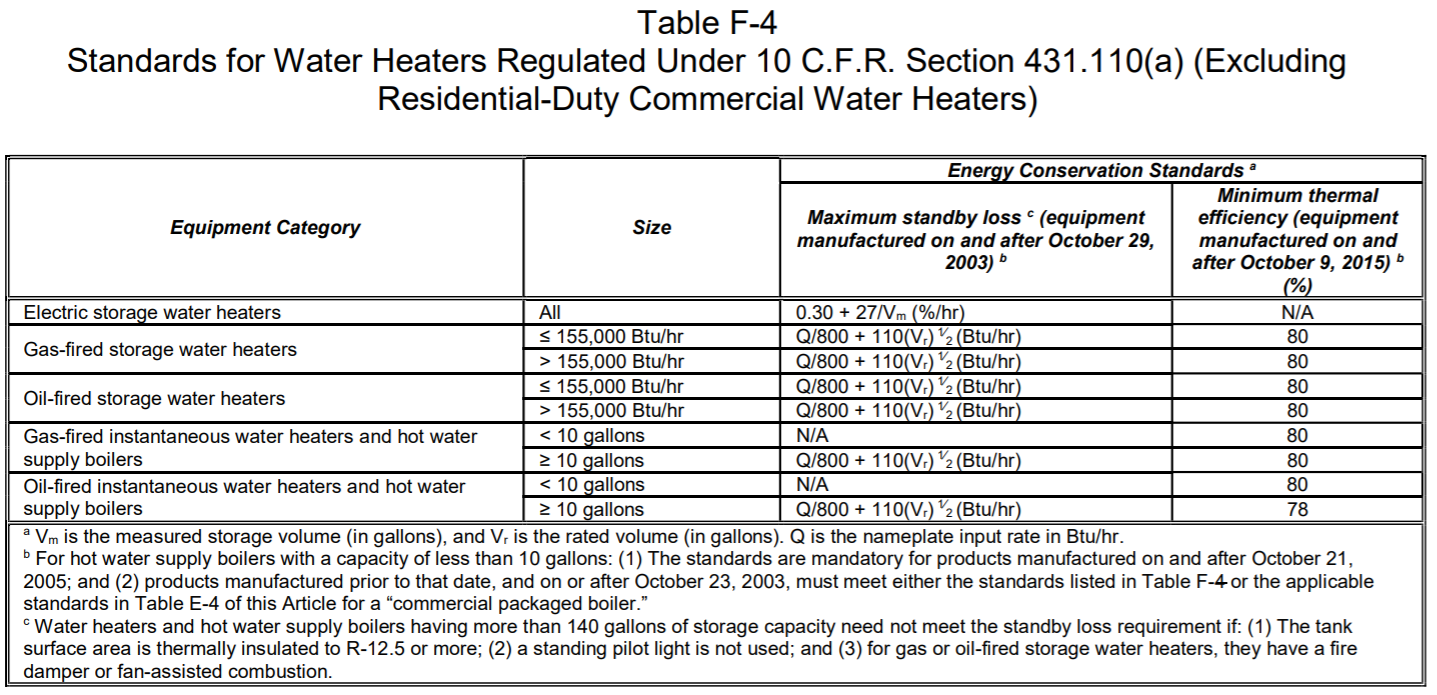 Table F-4
Standards for Water Heaters Regulated Under 10 C.F.R. Section 431.110(a) (Excluding
Residential-Duty Commercial Water Heaters)
Equipment Category
Size
Energy Conservation Standards ᵃ
Maximum standby loss ᶜ (equipment
manufactured on and after October 29,
2003) ᵇ
Minimum thermal
efficiency (equipment
manufactured on and
after October 9, 2015) ᵇ
(%)
Electric storage water heaters
All
0.30 + 27/Vₘ (%/hr)
N/A
Gas-fired storage water heaters
≤ 155,000 Btu/hr
Q/800 + 110(Vᵣ) ½ (Btu/hr)
80
> 155,000 Btu/hr
Q/800 + 110(Vᵣ) ½ (Btu/hr)
80
Oil-fired storage water heaters
≤ 155,000 Btu/hr
Q/800 + 110(Vᵣ) ½ (Btu/hr)
80
> 155,000 Btu/hr
Q/800 + 110(Vᵣ) ½ (Btu/hr)
80
Gas-fired instantaneous water heaters and hot water
supply boilers
< 10 gallons
N/A
80
≥ 10 gallons
Q/800 + 110(Vᵣ) ½ (Btu/hr)
80
Oil-fired instantaneous water heaters and hot water
supply boilers
< 10 gallons
N/A
80
≥ 10 gallons
Q/800 + 110(Vᵣ) ½ (Btu/hr)
78
ᵃ Vₘ is the measured storage volume (in gallons), and Vᵣ is the rated volume (in gallons). Q is the nameplate input rate in Btu/hr.
ᵇ For hot water supply boilers with a capacity of less than 10 gallons: (1) The standards are mandatory for products manufactured on and after October 21,
2005; and (2) products manufactured prior to that date, and on or after October 23, 2003, must meet either the standards listed in Table F-4 or the applicable
standards in Table E-4 of this Article for a “commercial packaged boiler.”
ᶜ Water heaters and hot water supply boilers having more than 140 gallons of storage capacity need not meet the standby loss requirement if: (1) The tank
surface area is thermally insulated to R-12.5 or more; (2) a standing pilot light is not used; and (3) for gas or oil-fired storage water heaters, they have a fire
damper or fan-assisted combustion.